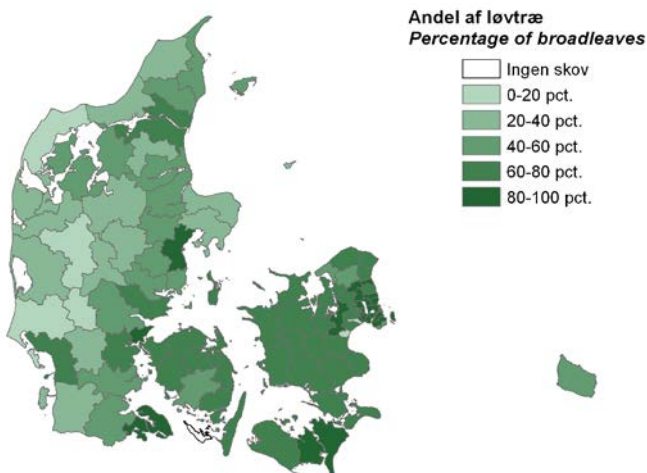 Andel af løvtræ
Percentage of broadleaves
Ingen skov
0-20 pct.
20-40 pct.
40-60 pct.
60-80 pct.
80-100 pct.